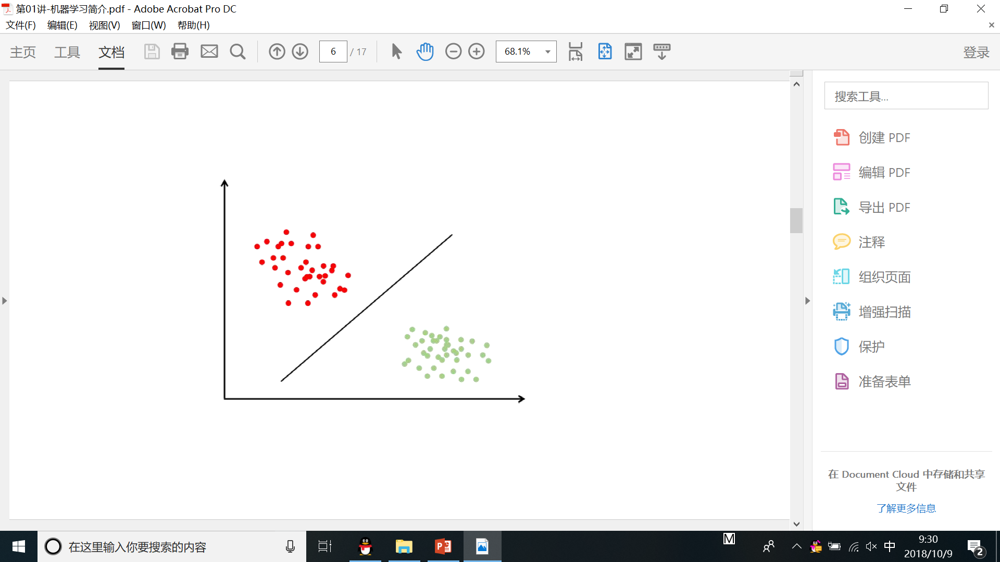 第01讲-机器学习简介.pdf - Adobe Acrobat Pro DC
文件(F) 编辑(E) 视图(V) 窗口(W) 帮助(H)
主页 工具 文档 6 / 17 68.1% 登录
搜索工具...
创建 PDF
编辑 PDF
导出 PDF
注释
组织页面
增强扫描
保护
准备表单
在 Document Cloud 中存储和共享
文件
了解更多信息
在这里输入你要搜索的内容
M
中
9:30
2018/10/9
2